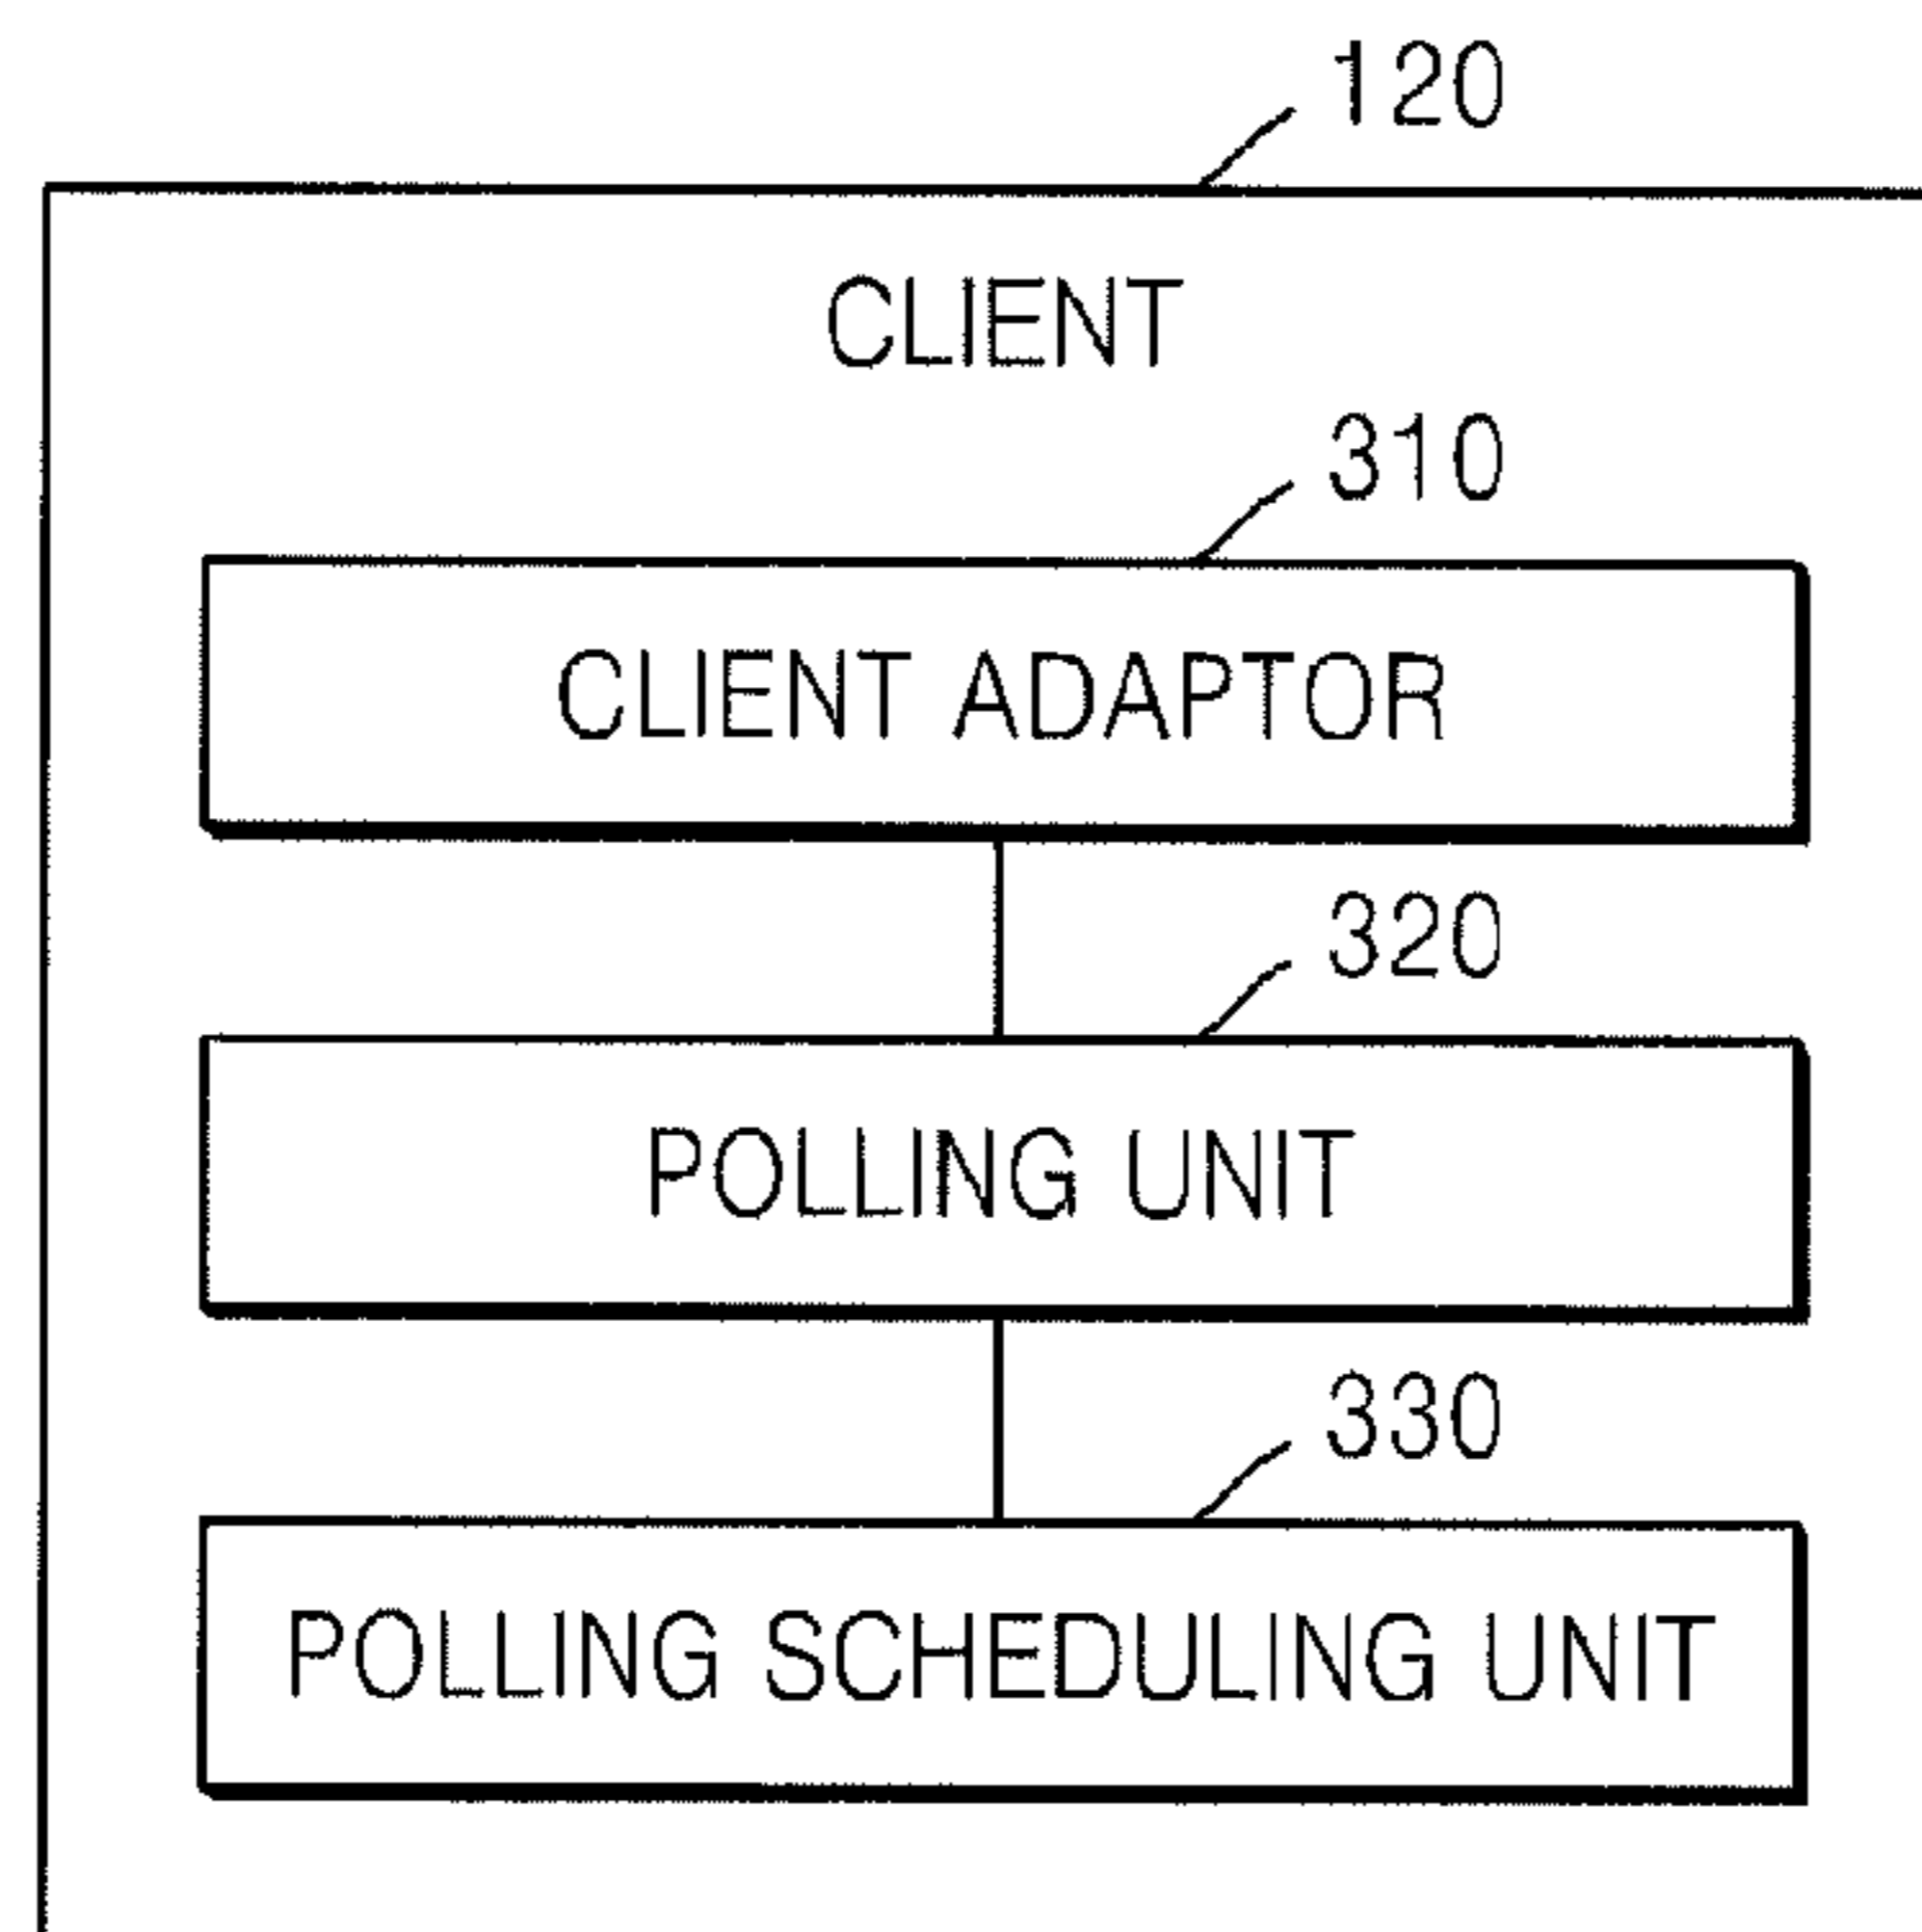 120
CLIENT
310
CLIENT ADAPTOR
320
POLLING UNIT
330
POLLING SCHEDULING UNIT